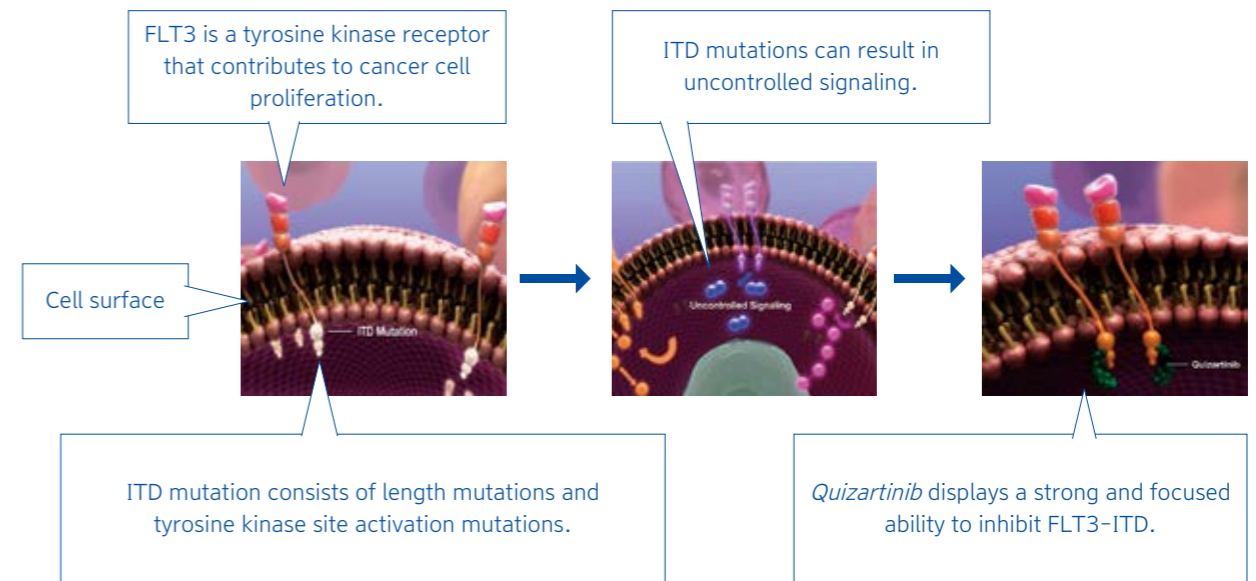 FLT3 is a tyrosine kinase receptor
that contributes to cancer cell
proliferation.
ITD mutations can result in
uncontrolled signaling.
Cell surface
ITD Mutation
Uncontrolled Signaling
Quizartinib
ITD mutation consists of length mutations and
tyrosine kinase site activation mutations.
Quizartinib displays a strong and focused
ability to inhibit FLT3-ITD.